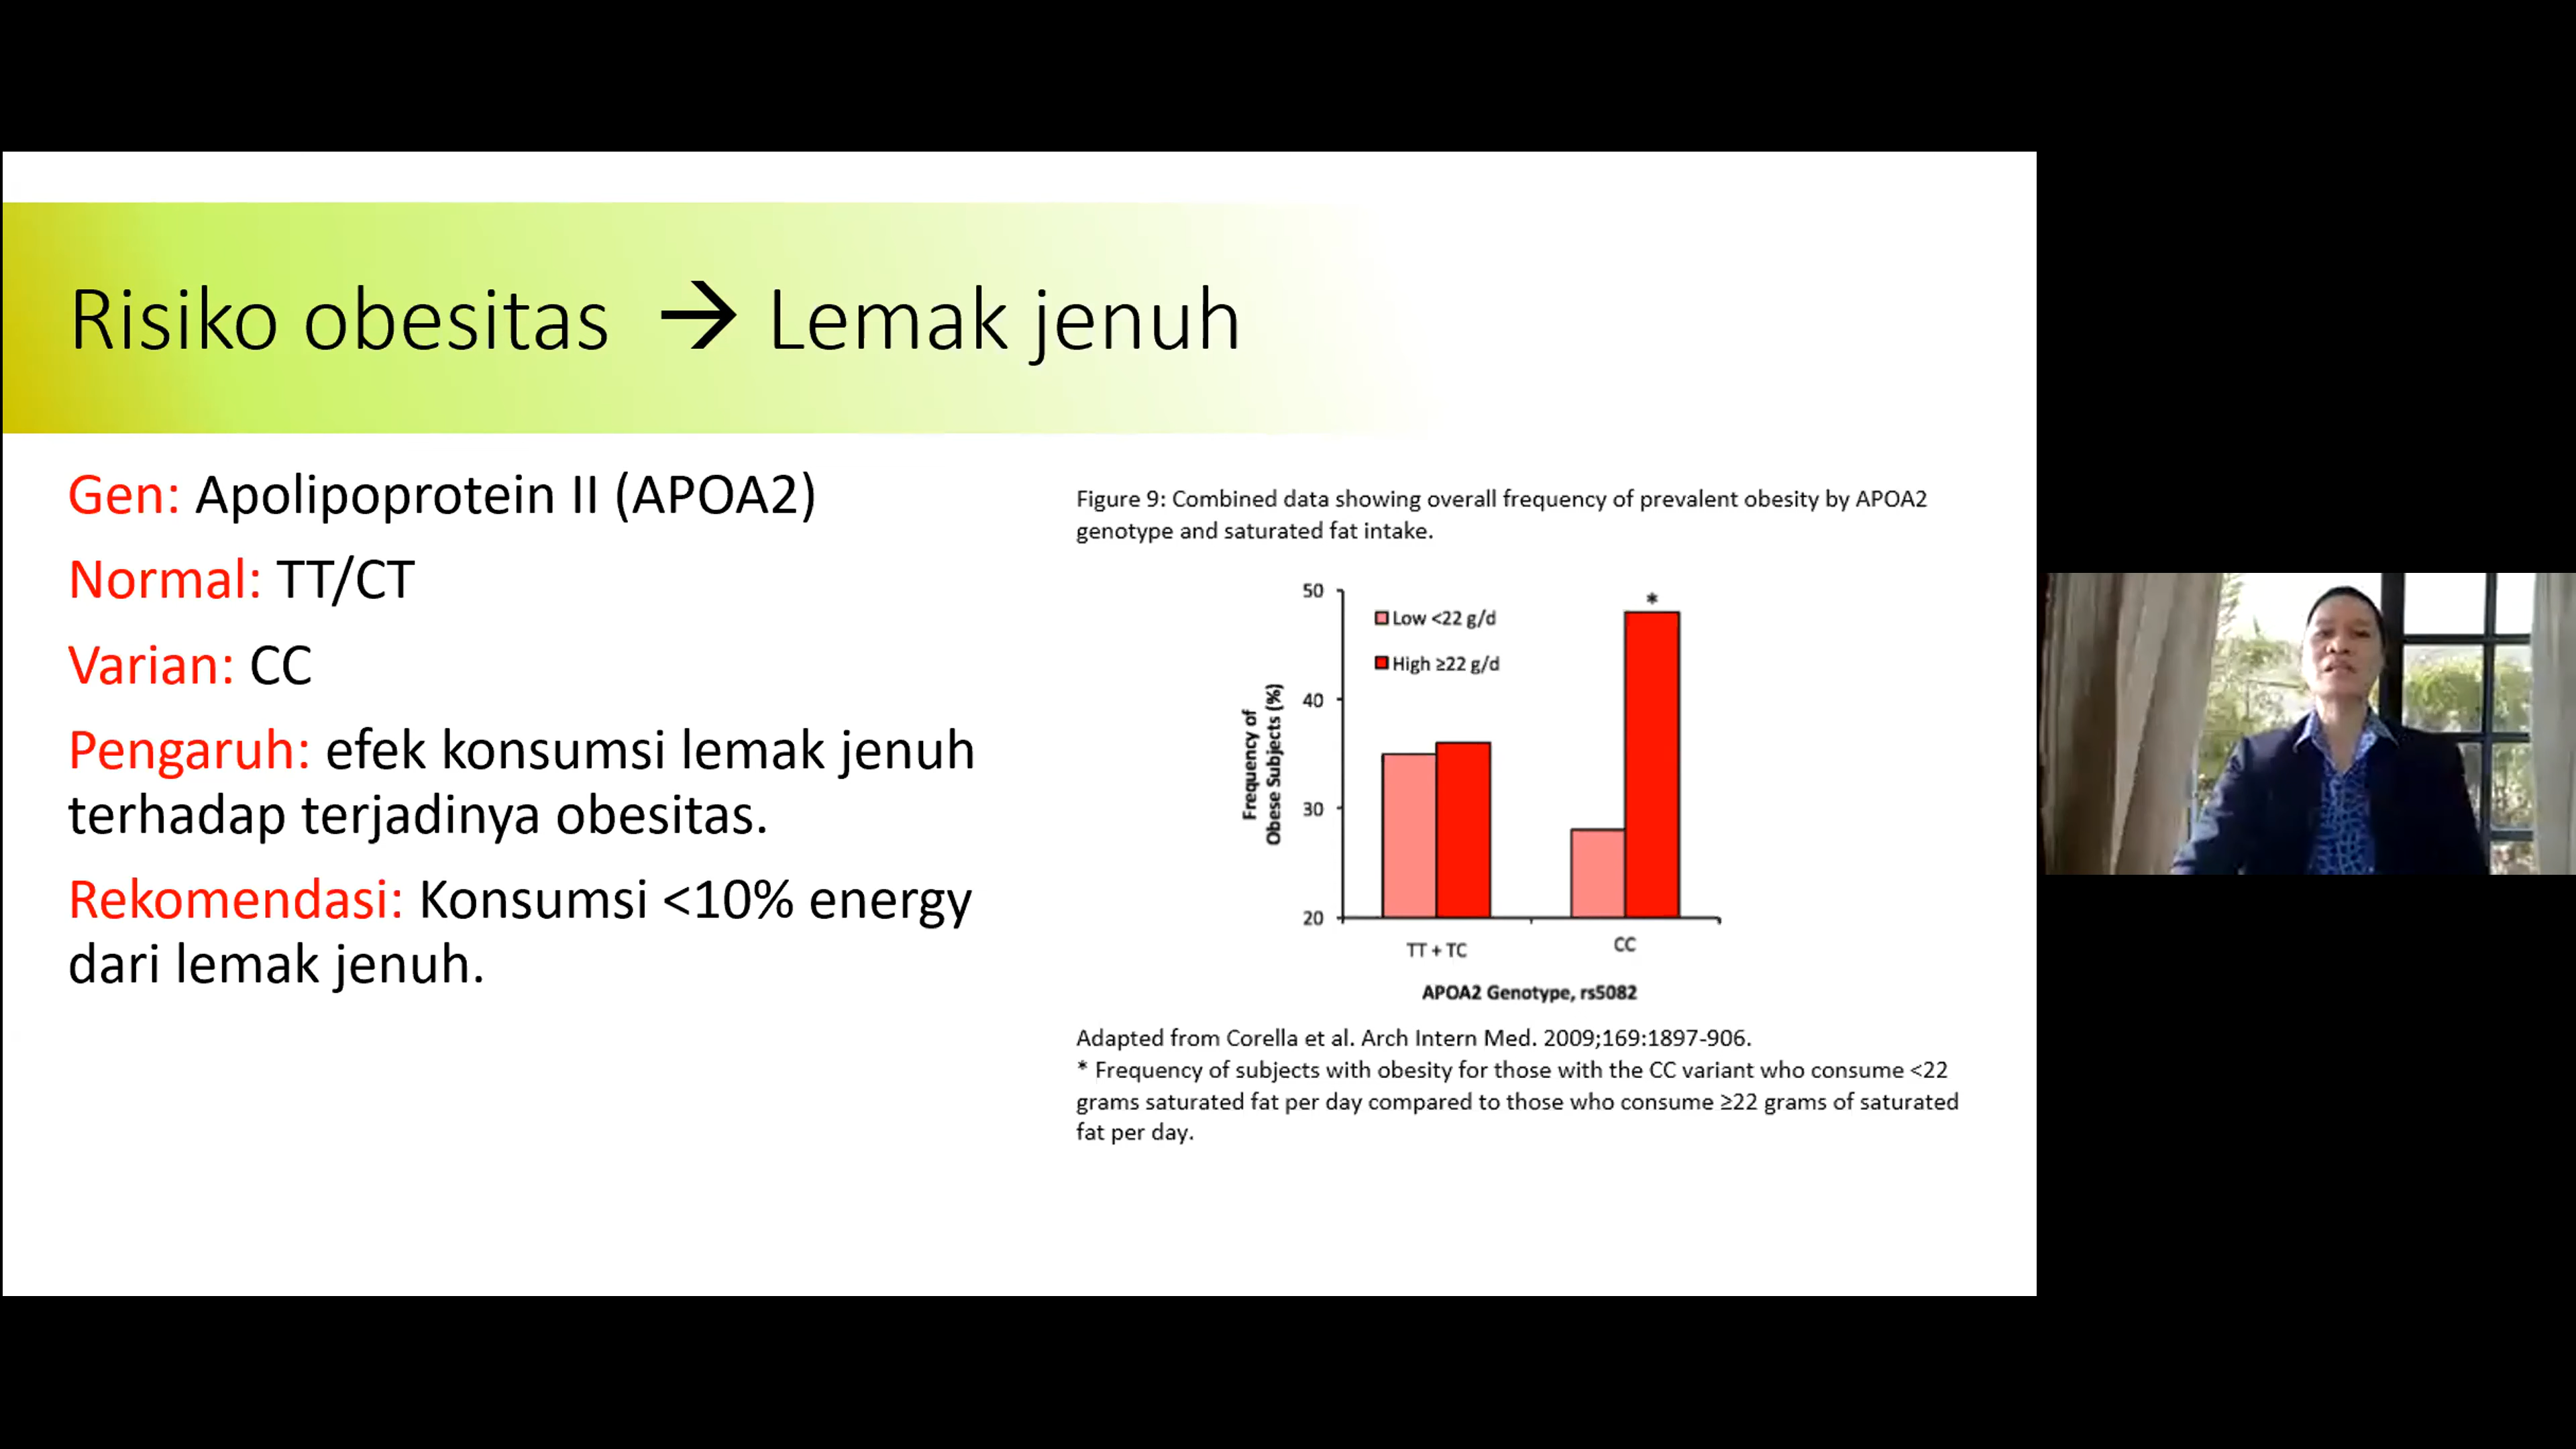 Risiko obesitas → Lemak jenuh
Gen: Apolipoprotein II (APOA2)
Normal: TT/CT
Varian: CC
Pengaruh: efek konsumsi lemak jenuh
terhadap terjadinya obesitas.
Rekomendasi: Konsumsi <10% energy
dari lemak jenuh.
Figure 9: Combined data showing overall frequency of prevalent obesity by APOA2
genotype and saturated fat intake.
50
40
30
20
Frequency of
Obese Subjects (%)
Low <22 g/d
High ≥22 g/d
*
TT + TC
CC
APOA2 Genotype, rs5082
Adapted from Corella et al. Arch Intern Med. 2009;169:1897-906.
* Frequency of subjects with obesity for those with the CC variant who consume <22
grams saturated fat per day compared to those who consume ≥22 grams of saturated
fat per day.